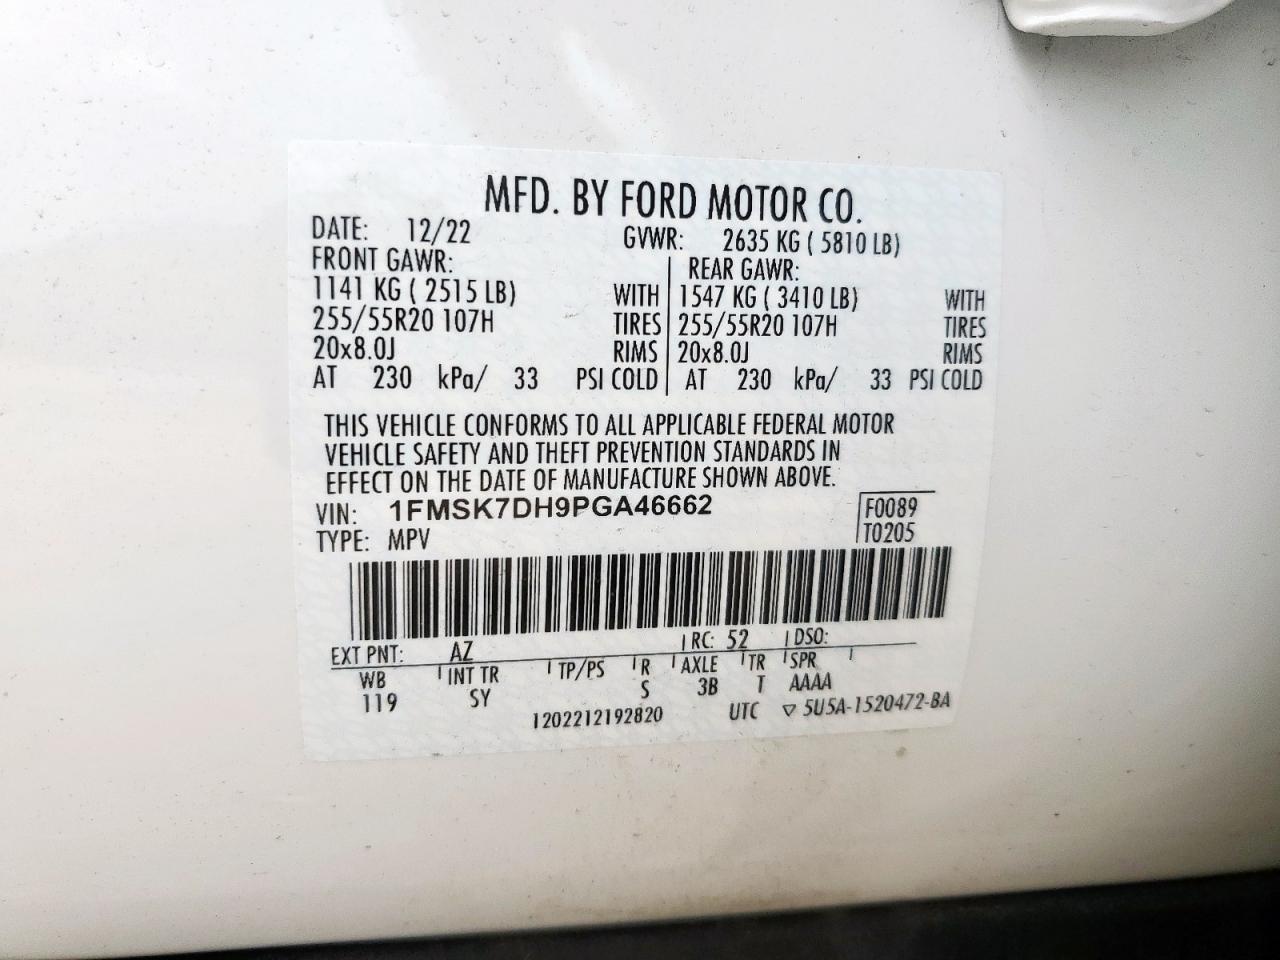 MFD. BY FORD MOTOR CO.
DATE: 12/22 GVWR: 2635 KG ( 5810 LB)
FRONT GAWR: REAR GAWR:
1141 KG ( 2515 LB) WITH 1547 KG ( 3410 LB) WITH
255/55R20 107H TIRES 255/55R20 107H TIRES
20x8.0J RIMS 20x8.0J RIMS
AT 230 kPa/ 33 PSI COLD AT 230 kPa/ 33 PSI COLD
THIS VEHICLE CONFORMS TO ALL APPLICABLE FEDERAL MOTOR
VEHICLE SAFETY AND THEFT PREVENTION STANDARDS IN
EFFECT ON THE DATE OF MANUFACTURE SHOWN ABOVE.
VIN: 1FMSK7DH9PGA46662 F0089
TYPE: MPV T0205
EXT PNT: AZ RC: 52 DSO:
WB INT TR TP/PS R AXLE TR SPR
119 SY S 3B T AAAA
1202212192820 UTC ▽ 5U5A-1520472-BA